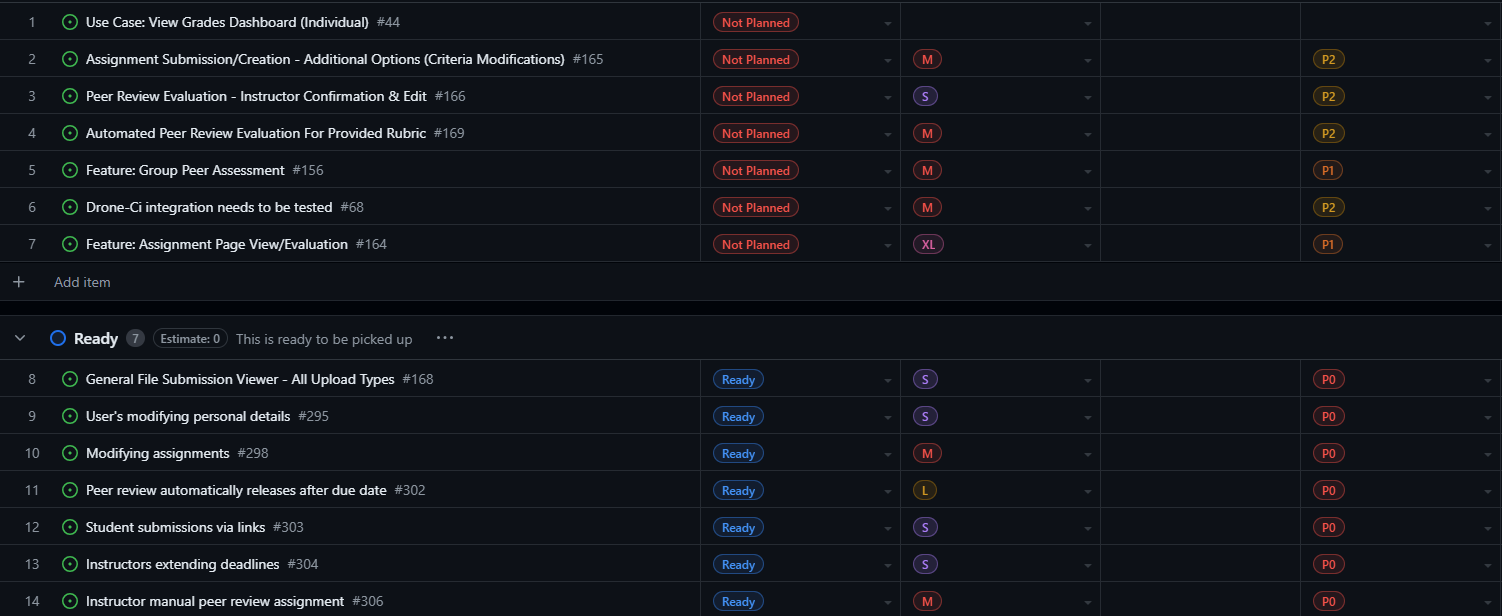 1 Use Case: View Grades Dashboard (Individual) #44 Not Planned
2 Assignment Submission/Creation - Additional Options (Criteria Modifications) #165 Not Planned M P2
3 Peer Review Evaluation - Instructor Confirmation & Edit #166 Not Planned S P2
4 Automated Peer Review Evaluation For Provided Rubric #169 Not Planned M P2
5 Feature: Group Peer Assessment #156 Not Planned M P1
6 Drone-Ci integration needs to be tested #68 Not Planned M P2
7 Feature: Assignment Page View/Evaluation #164 Not Planned XL P1
+ Add item
Ready 7 Estimate: 0 This is ready to be picked up ...
8 General File Submission Viewer - All Upload Types #168 Ready S P0
9 User's modifying personal details #295 Ready S P0
10 Modifying assignments #298 Ready M P0
11 Peer review automatically releases after due date #302 Ready L P0
12 Student submissions via links #303 Ready S P0
13 Instructors extending deadlines #304 Ready S P0
14 Instructor manual peer review assignment #306 Ready M P0